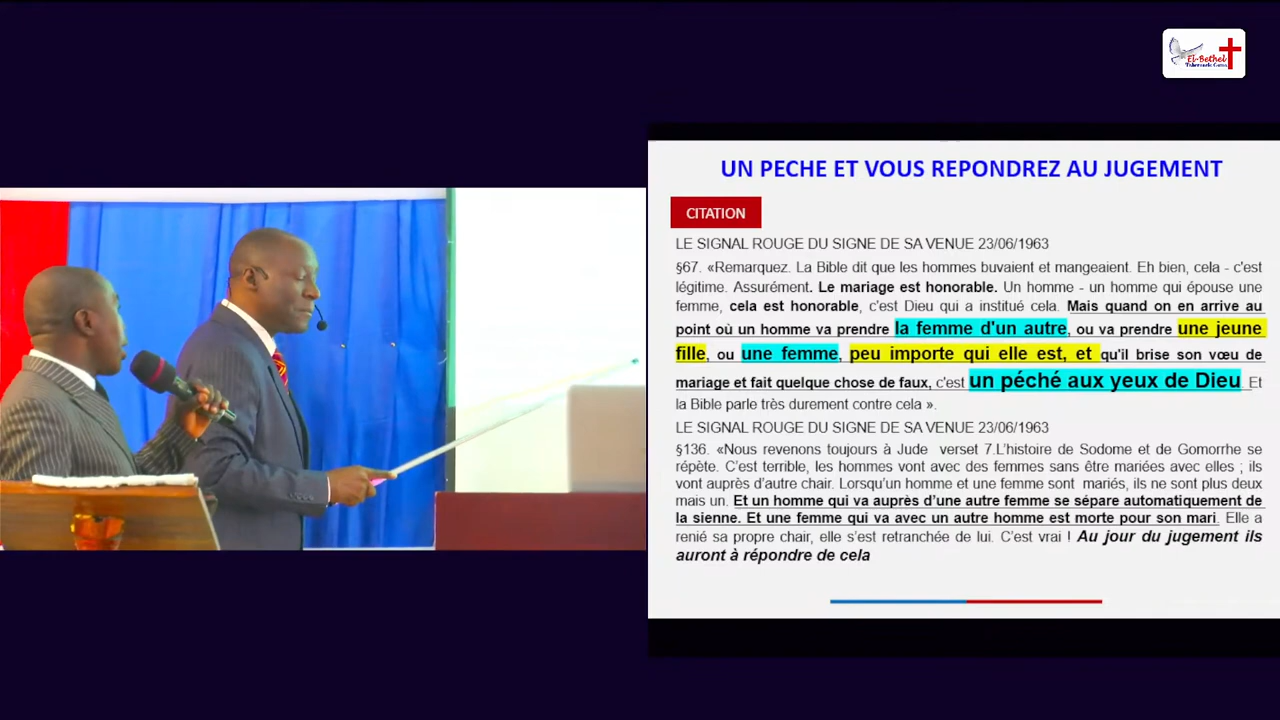 El-Bethel
UN PECHE ET VOUS REPONDREZ AU JUGEMENT
CITATION
LE SIGNAL ROUGE DU SIGNE DE SA VENUE 23/06/1963
§67. «Remarquez. La Bible dit que les hommes buvaient et mangeaient. Eh bien, cela - c'est
légitime. Assurément. Le mariage est honorable. Un homme - un homme qui épouse une
femme, cela est honorable, c'est Dieu qui a institué cela. Mais quand on en arrive au
point où un homme va prendre la femme d'un autre, ou va prendre une jeune
fille, ou une femme, peu importe qui elle est, et qu'il brise son vœu de
mariage et fait quelque chose de faux, c'est un péché aux yeux de Dieu. Et
la Bible parle très durement contre cela ».
LE SIGNAL ROUGE DU SIGNE DE SA VENUE 23/06/1963
§136. «Nous revenons toujours à Jude verset 7.L'histoire de Sodome et de Gomorrhe se
répète. C'est terrible, les hommes vont avec des femmes sans être mariées avec elles ; ils
vont auprès d'autre chair. Lorsqu'un homme et une femme sont mariés, ils ne sont plus deux
mais un. Et un homme qui va auprès d'une autre femme se sépare automatiquement de
la sienne. Et une femme qui va avec un autre homme est morte pour son mari. Elle a
renié sa propre chair, elle s'est retranchée de lui. C'est vrai ! Au jour du jugement ils
auront à répondre de cela